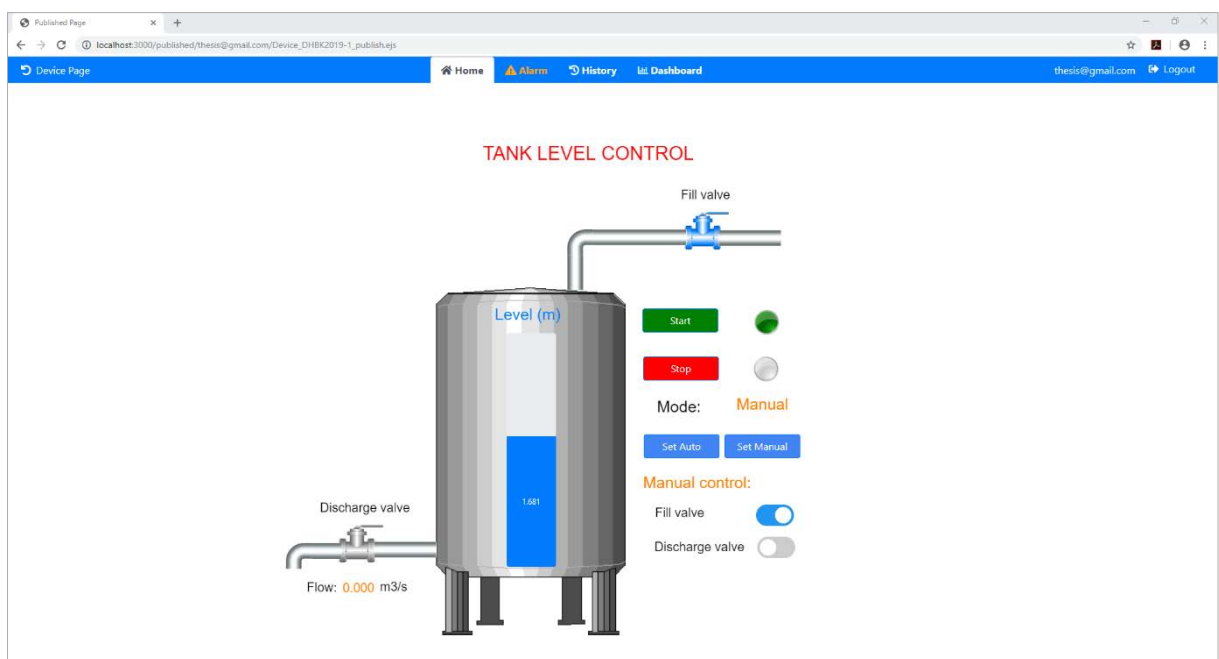 Published Page
localhost:3000/published/thesis@gmail.com/Device_DHBK2019-1_publish.ejs
Device Page Home Alarm History Dashboard thesis@gmail.com Logout
TANK LEVEL CONTROL
Fill valve
Level (m)
Start
Stop
Mode: Manual
Set Auto Set Manual
Manual control:
1.681
Fill valve
Discharge valve
Discharge valve
Flow: 0.000 m3/s